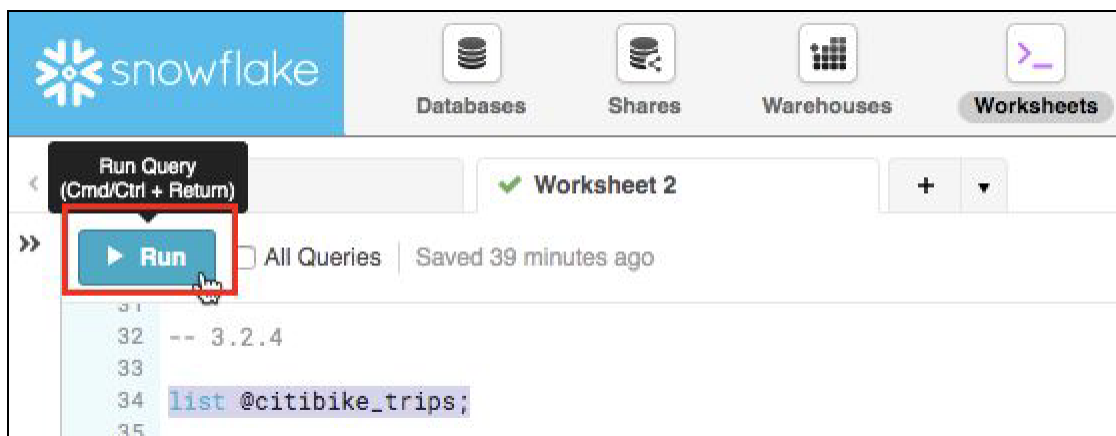 snowflake
Databases Shares Warehouses Worksheets
Run Query
(Cmd/Ctrl + Return)
Worksheet 2 +
Run All Queries Saved 39 minutes ago
31
32 -- 3.2.4
33
34 list @citibike_trips;
35